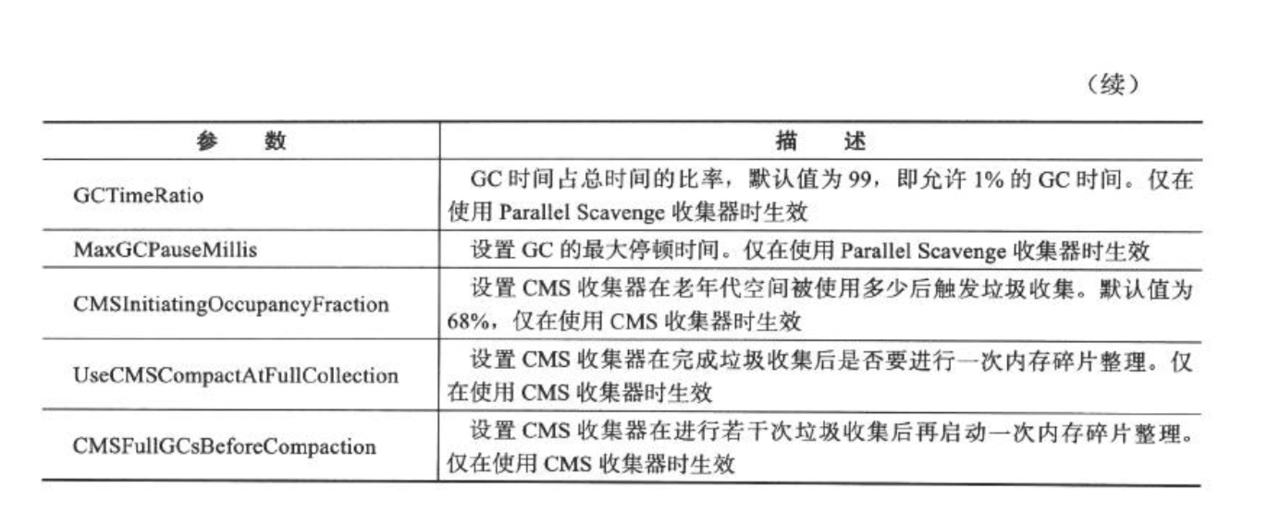 （续）
参 数 描 述
GCTimeRatio
GC 时间占总时间的比率，默认值为 99，即允许 1% 的 GC 时间。仅在
使用 Parallel Scavenge 收集器时生效
MaxGCPauseMillis
设置 GC 的最大停顿时间。仅在使用 Parallel Scavenge 收集器时生效
CMSInitiatingOccupancyFraction
设置 CMS 收集器在老年代空间被使用多少后触发垃圾收集。默认值为
68%，仅在使用 CMS 收集器时生效
UseCMSCompactAtFullCollection
设置 CMS 收集器在完成垃圾收集后是否要进行一次内存碎片整理。仅
在使用 CMS 收集器时生效
CMSFullGCsBeforeCompaction
设置 CMS 收集器在进行若干次垃圾收集后再启动一次内存碎片整理。
仅在使用 CMS 收集器时生效